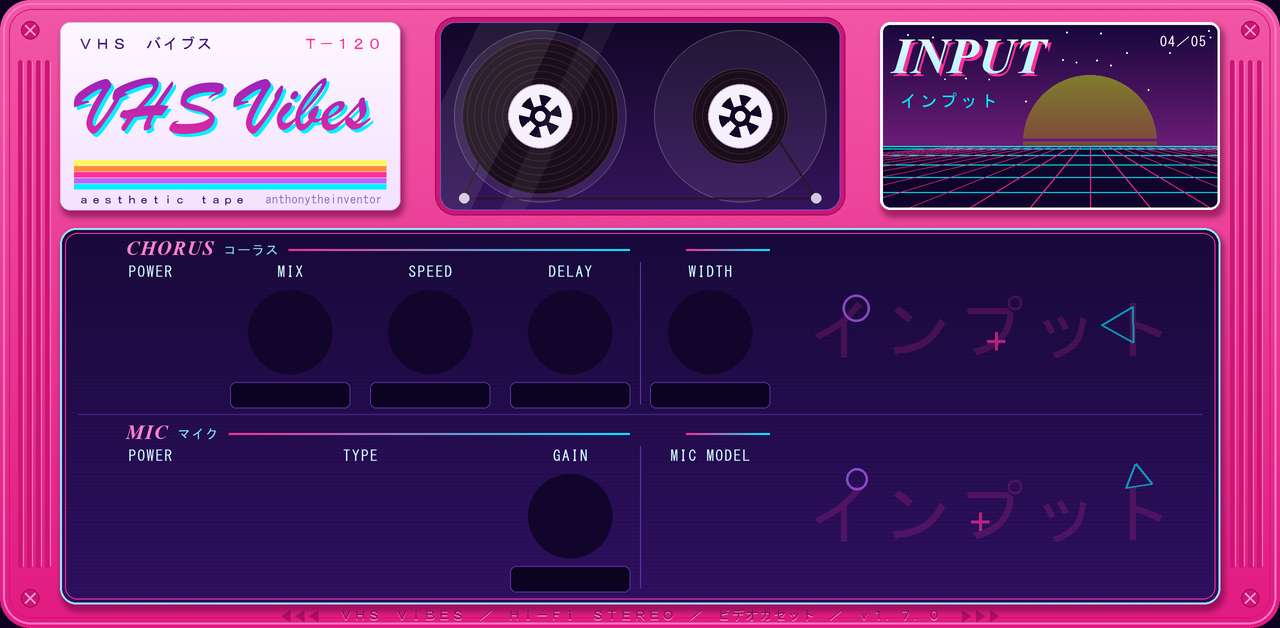 VHS バイブス
T-120
VHS Vibes
aesthetic tape
anthonytheinventor
INPUT
04/05
インプット
CHORUS コーラス
POWER MIX SPEED DELAY WIDTH
インプット
MIC マイク
POWER TYPE GAIN MIC MODEL
インプット
VHS VIBES / HI-FI STEREO / ビデオカセット / v1.7.0